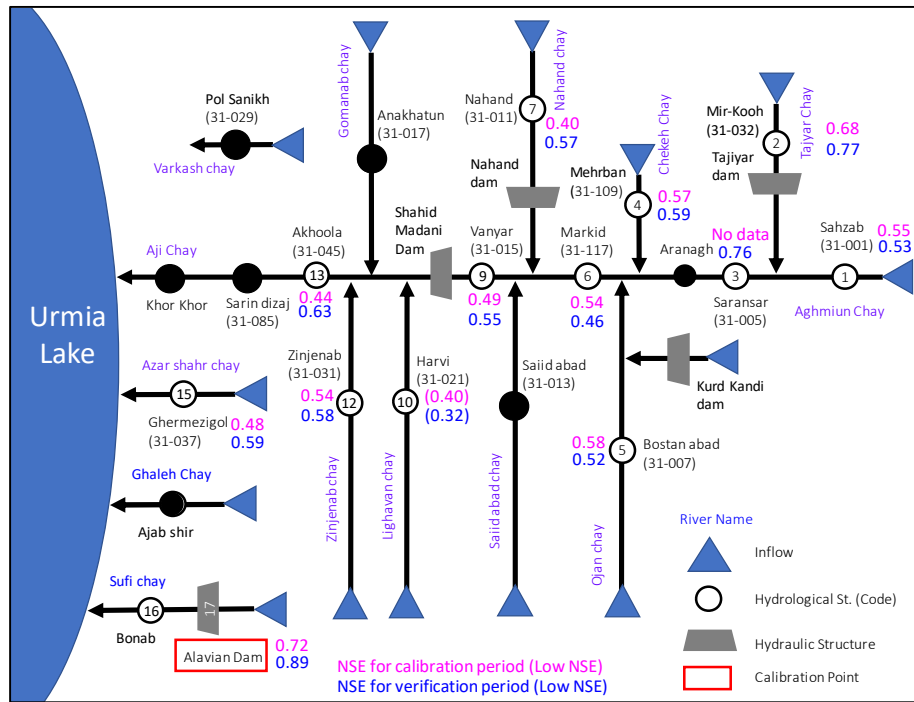 Gomanab chay
Nahand chay
Pol Sanikh
(31-029)
Varkash chay
Anakhatun
(31-017)
Nahand
(31-011)
7
0.40
0.57
Nahand
dam
Chekeh Chay
Mehrban
(31-109)
4
0.57
0.59
Mir-Kooh
(31-032)
2
Tajiyar
dam
0.68
0.77
Tajyar Chay
Shahid
Madani
Dam
Aji Chay
Khor Khor
Sarin dizaj
(31-085)
Akhoola
(31-045)
13
0.44
0.63
Vanyar
(31-015)
9
0.49
0.55
Markid
(31-117)
6
0.54
0.46
Aranagh
No data
0.76
3
Saransar
(31-005)
Sahzab
(31-001)
0.55
0.53
1
Aghmiun Chay
Urmia
Lake
Azar shahr chay
15
Ghermezigol
(31-037)
0.48
0.59
Zinjenab
(31-031)
0.54
0.58
12
Zinjenab chay
Harvi
(31-021)
(0.40)
(0.32)
10
Lighavan chay
Saiid abad
(31-013)
Saiid abad chay
Kurd Kandi
dam
0.58
0.52
5
Bostan abad
(31-007)
Ojan chay
Ghaleh Chay
Ajab shir
Sufi chay
16
Bonab
17
Alavian Dam
0.72
0.89
River Name
Inflow
Hydrological St. (Code)
Hydraulic Structure
Calibration Point
NSE for calibration period (Low NSE)
NSE for verification period (Low NSE)